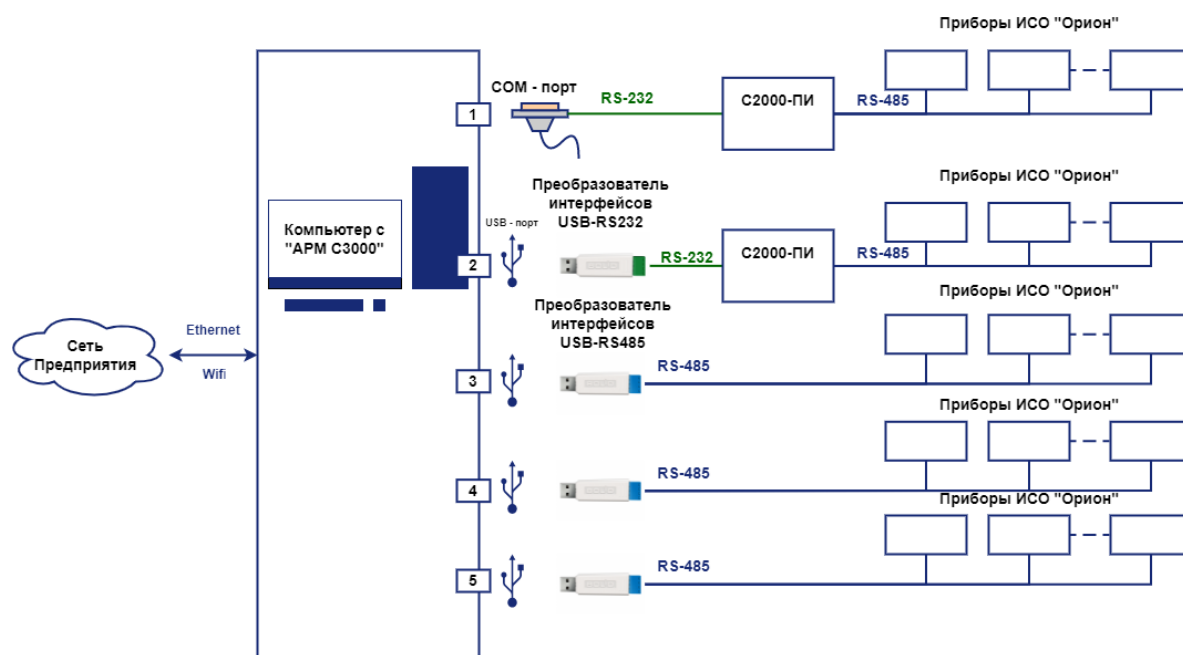 Приборы ИСО "Орион"
COM - порт
1
RS-232
С2000-ПИ
RS-485
Приборы ИСО "Орион"
Преобразователь
интерфейсов
USB-RS232
Компьютер с
"АРМ С3000"
USB - порт
2
RS-232
С2000-ПИ
RS-485
Приборы ИСО "Орион"
Преобразователь
интерфейсов
USB-RS485
Ethernet
Сеть
Предприятия
Wifi
3
RS-485
Приборы ИСО "Орион"
4
RS-485
Приборы ИСО "Орион"
5
RS-485